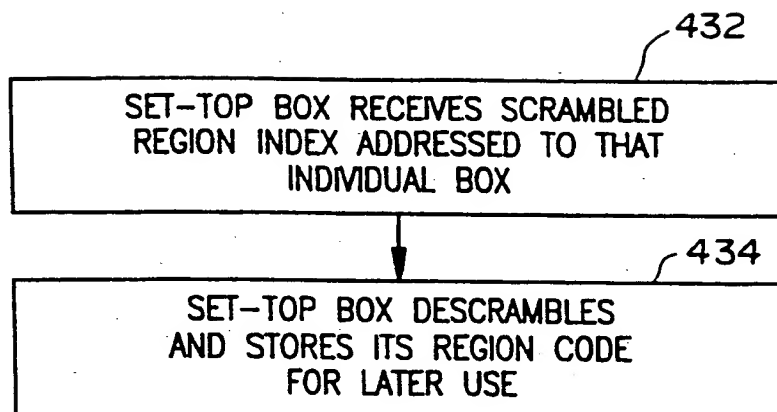 432
SET-TOP BOX RECEIVES SCRAMBLED
REGION INDEX ADDRESSED TO THAT
INDIVIDUAL BOX
434
SET-TOP BOX DESCRAMBLES
AND STORES ITS REGION CODE
FOR LATER USE